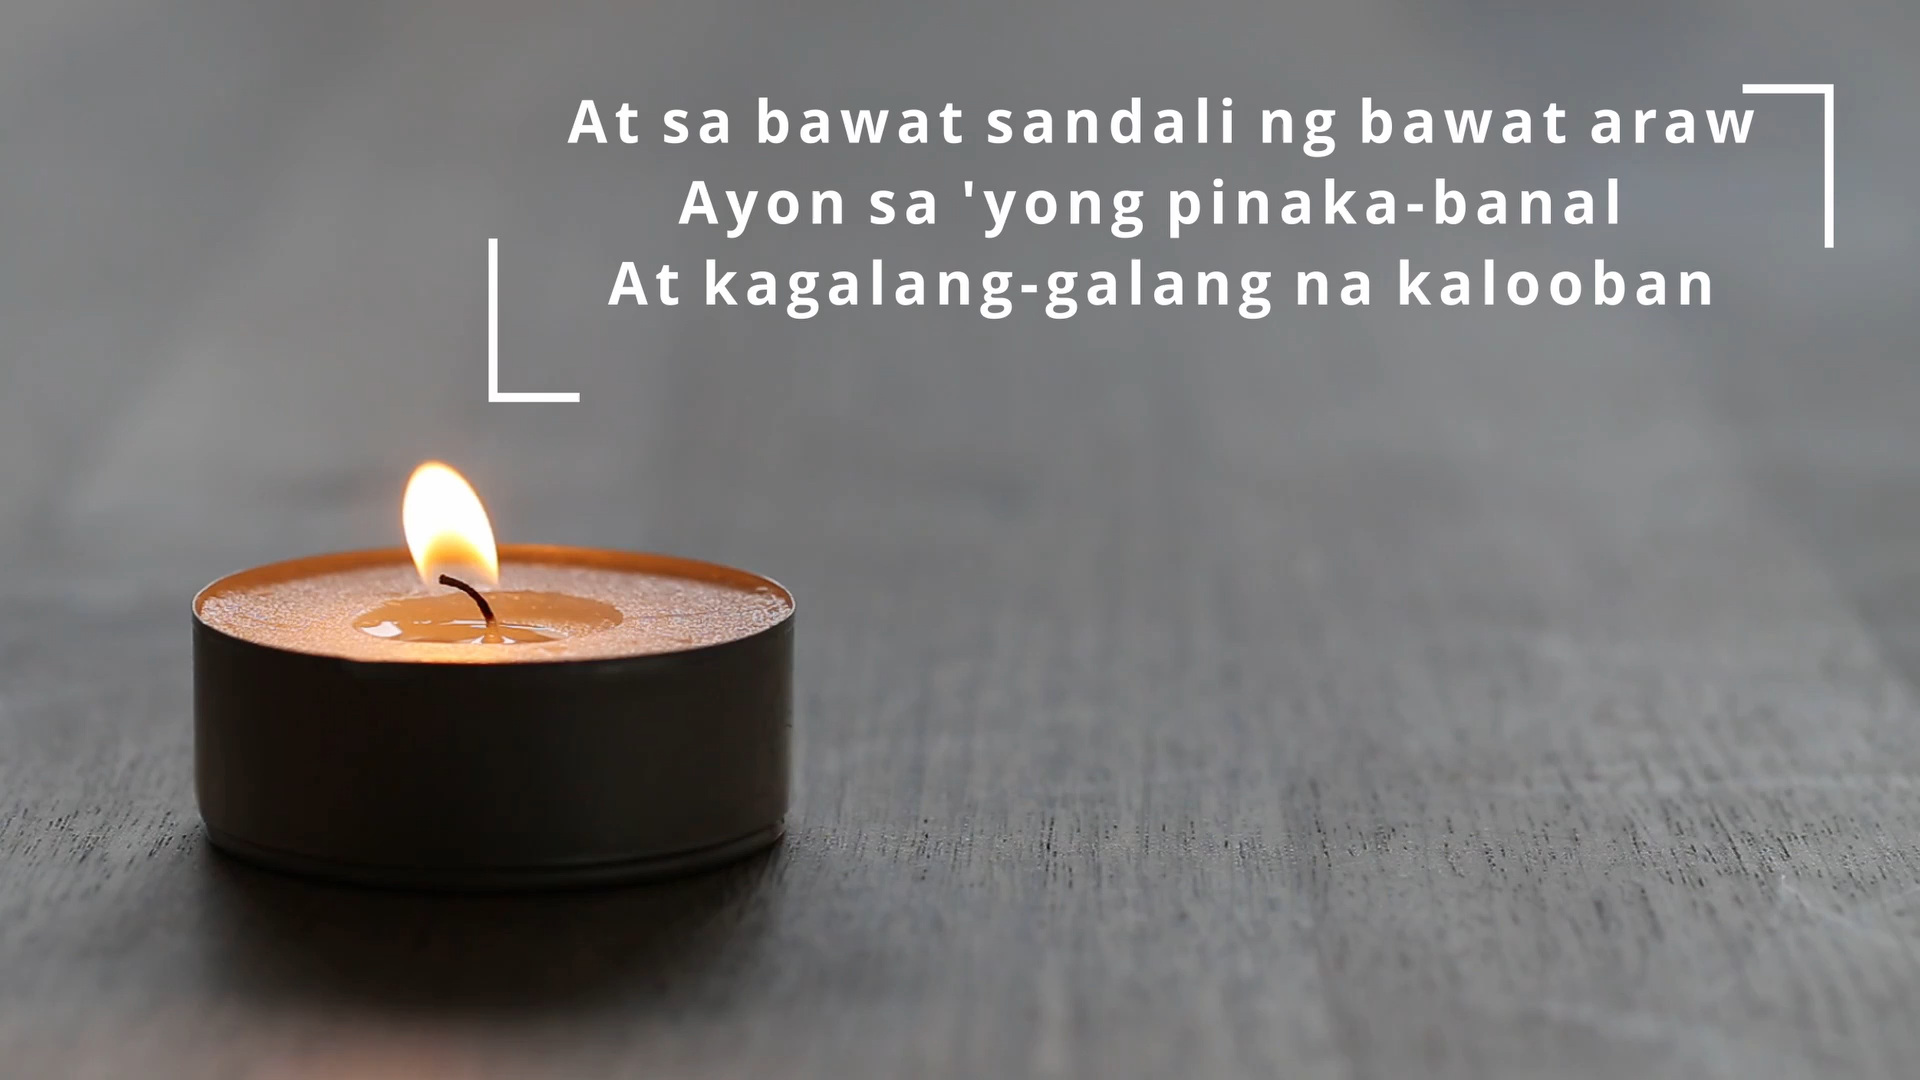 At sa bawat sandali ng bawat araw
Ayon sa 'yong pinaka-banal
At kagalang-galang na kalooban